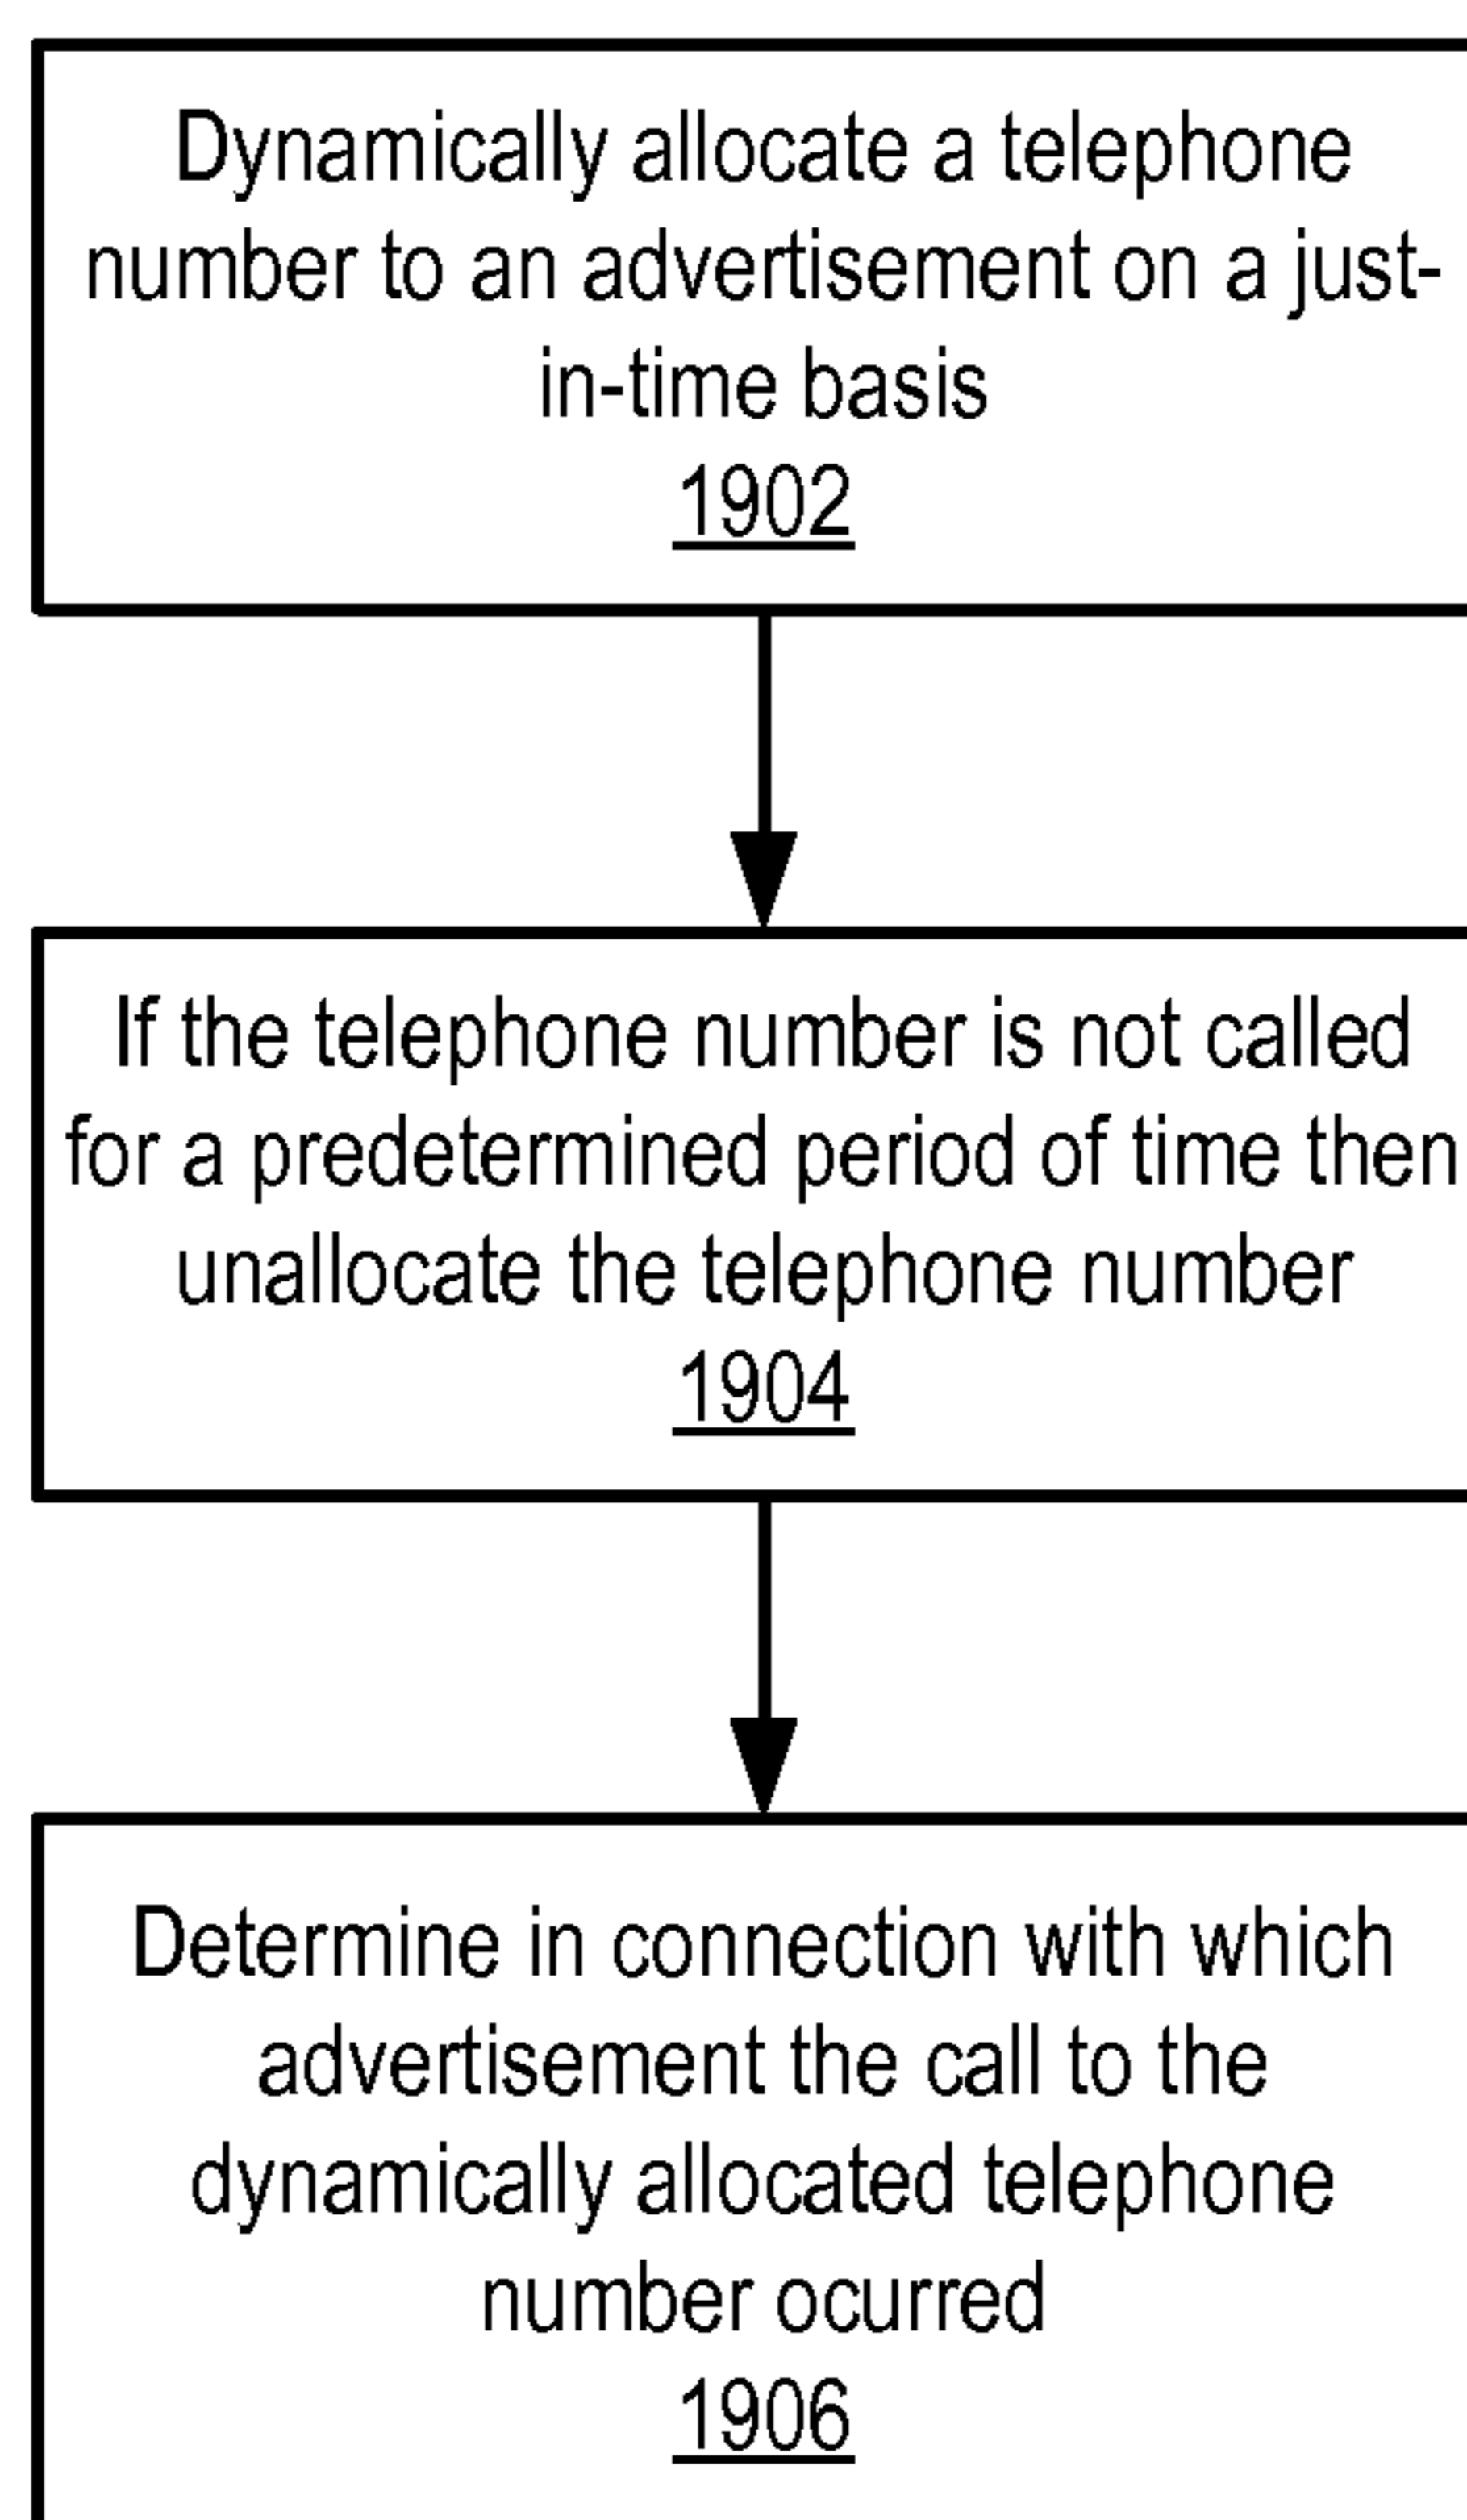 Dynamically allocate a telephone
number to an advertisement on a just-
in-time basis
1902
If the telephone number is not called
for a predetermined period of time then
unallocate the telephone number
1904
Determine in connection with which
advertisement the call to the
dynamically allocated telephone
number ocurred
1906